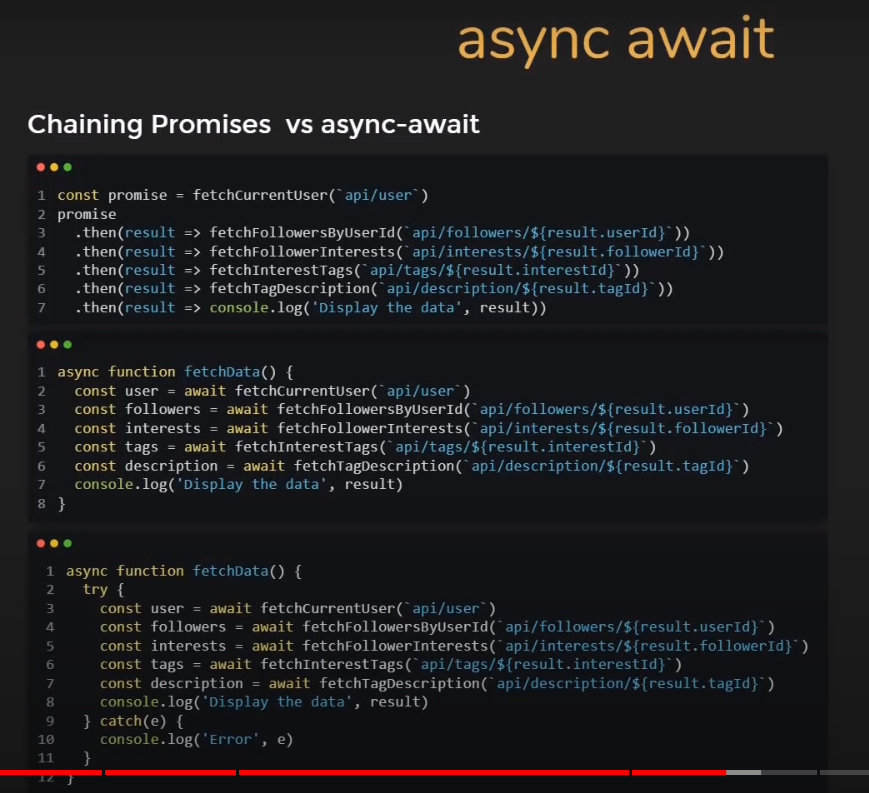 async await
Chaining Promises vs async-await
1 const promise = fetchCurrentUser(`api/user`)
2 promise
3   .then(result => fetchFollowersByUserId(`api/followers/${result.userId}`))
4   .then(result => fetchFollowerInterests(`api/interests/${result.followerId}`))
5   .then(result => fetchInterestTags(`api/tags/${result.interestId}`))
6   .then(result => fetchTagDescription(`api/description/${result.tagId}`))
7   .then(result => console.log('Display the data', result))
1 async function fetchData() {
2   const user = await fetchCurrentUser(`api/user`)
3   const followers = await fetchFollowersByUserId(`api/followers/${result.userId}`)
4   const interests = await fetchFollowerInterests(`api/interests/${result.followerId}`)
5   const tags = await fetchInterestTags(`api/tags/${result.interestId}`)
6   const description = await fetchTagDescription(`api/description/${result.tagId}`)
7   console.log('Display the data', result)
8 }
1 async function fetchData() {
2   try {
3     const user = await fetchCurrentUser(`api/user`)
4     const followers = await fetchFollowersByUserId(`api/followers/${result.userId}`)
5     const interests = await fetchFollowerInterests(`api/interests/${result.followerId}`)
6     const tags = await fetchInterestTags(`api/tags/${result.interestId}`)
7     const description = await fetchTagDescription(`api/description/${result.tagId}`)
8     console.log('Display the data', result)
9   } catch(e) {
10     console.log('Error', e)
11   }
12 }